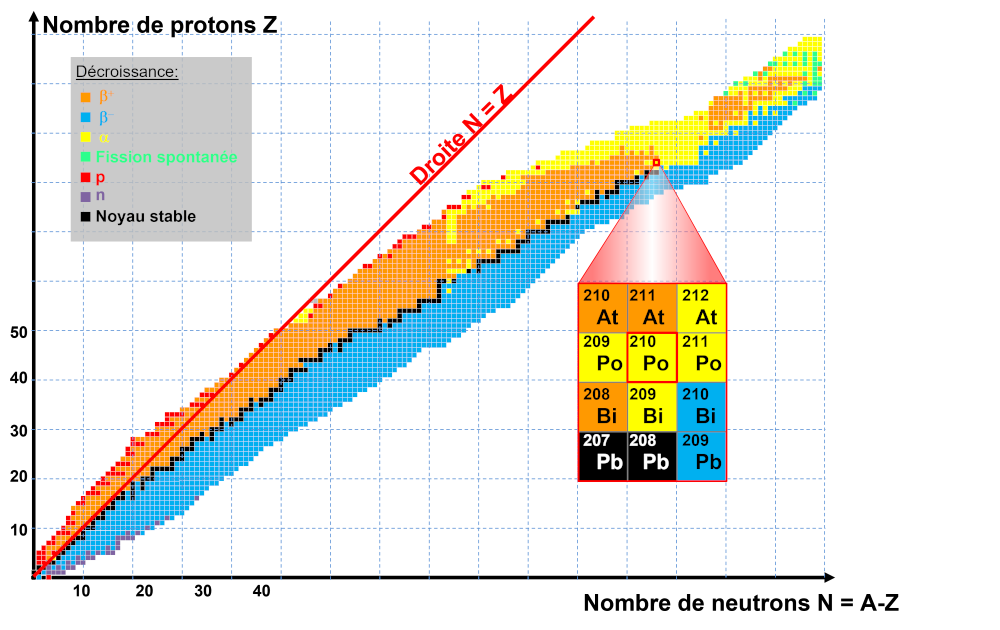 Nombre de protons Z
Décroissance:
β⁺
β⁻
α
Fission spontanée
p
n
Noyau stable
Droite N = Z
50
40
30
20
10
10 20 30 40
Nombre de neutrons N = A-Z
210 At 211 At 212 At
209 Po 210 Po 211 Po
208 Bi 209 Bi 210 Bi
207 Pb 208 Pb 209 Pb